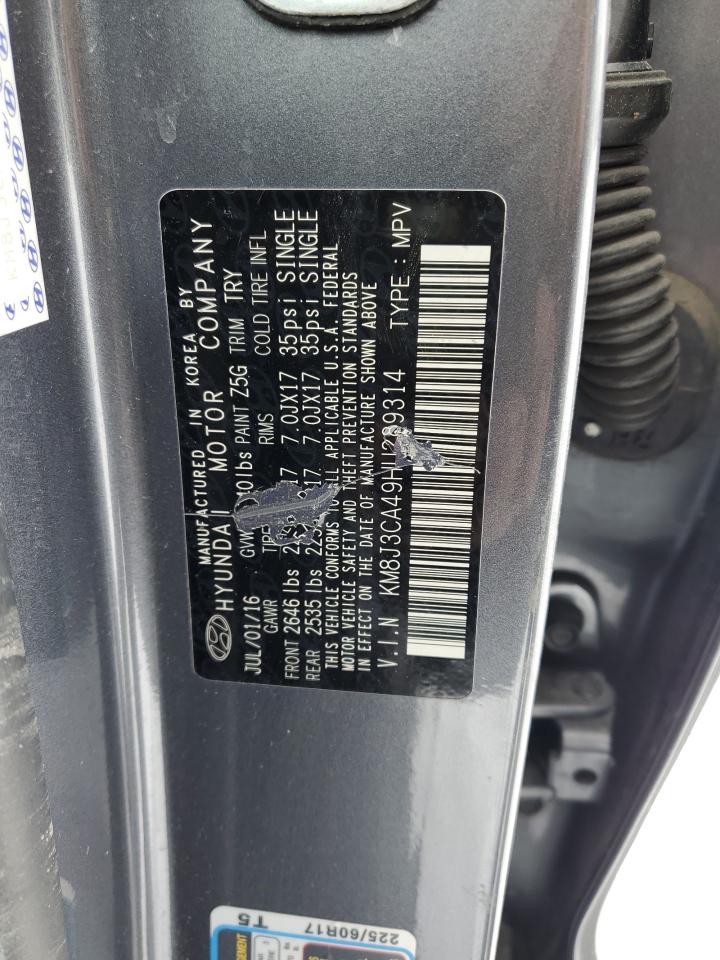 MANUFACTURED IN KOREA BY
HYUNDAI MOTOR COMPANY
JUL/01/16 lbs PAINT Z5G TRIM TRY
GAWR RIMS COLD TIRE INFL
FRONT 2646 lbs 7.0JX17 35psi SINGLE
REAR 2535 lbs 7.0JX17 35psi SINGLE
THIS VEHICLE CONFORMS ALL APPLICABLE U.S.A. FEDERAL
MOTOR VEHICLE SAFETY AND THEFT PREVENTION STANDARDS
IN EFFECT ON THE DATE OF MANUFACTURE SHOWN ABOVE
V.I.N TYPE : MPV
225/60R17
T5